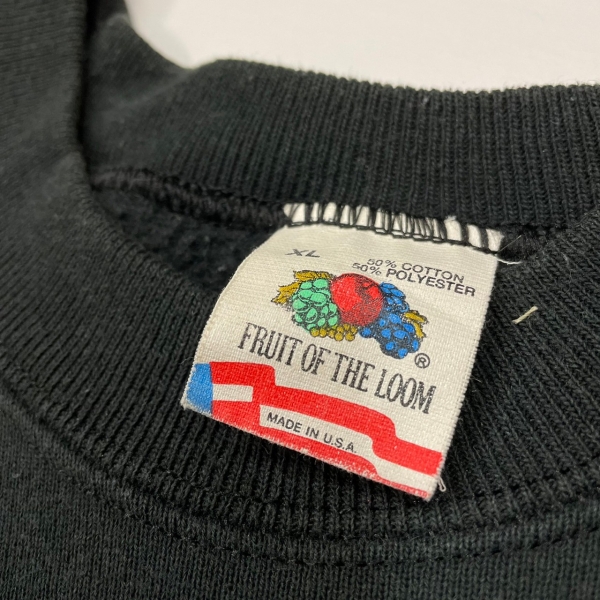 XL
50% COTTON
50% POLYESTER
FRUIT OF THE LOOM ®
MADE IN U.S.A.